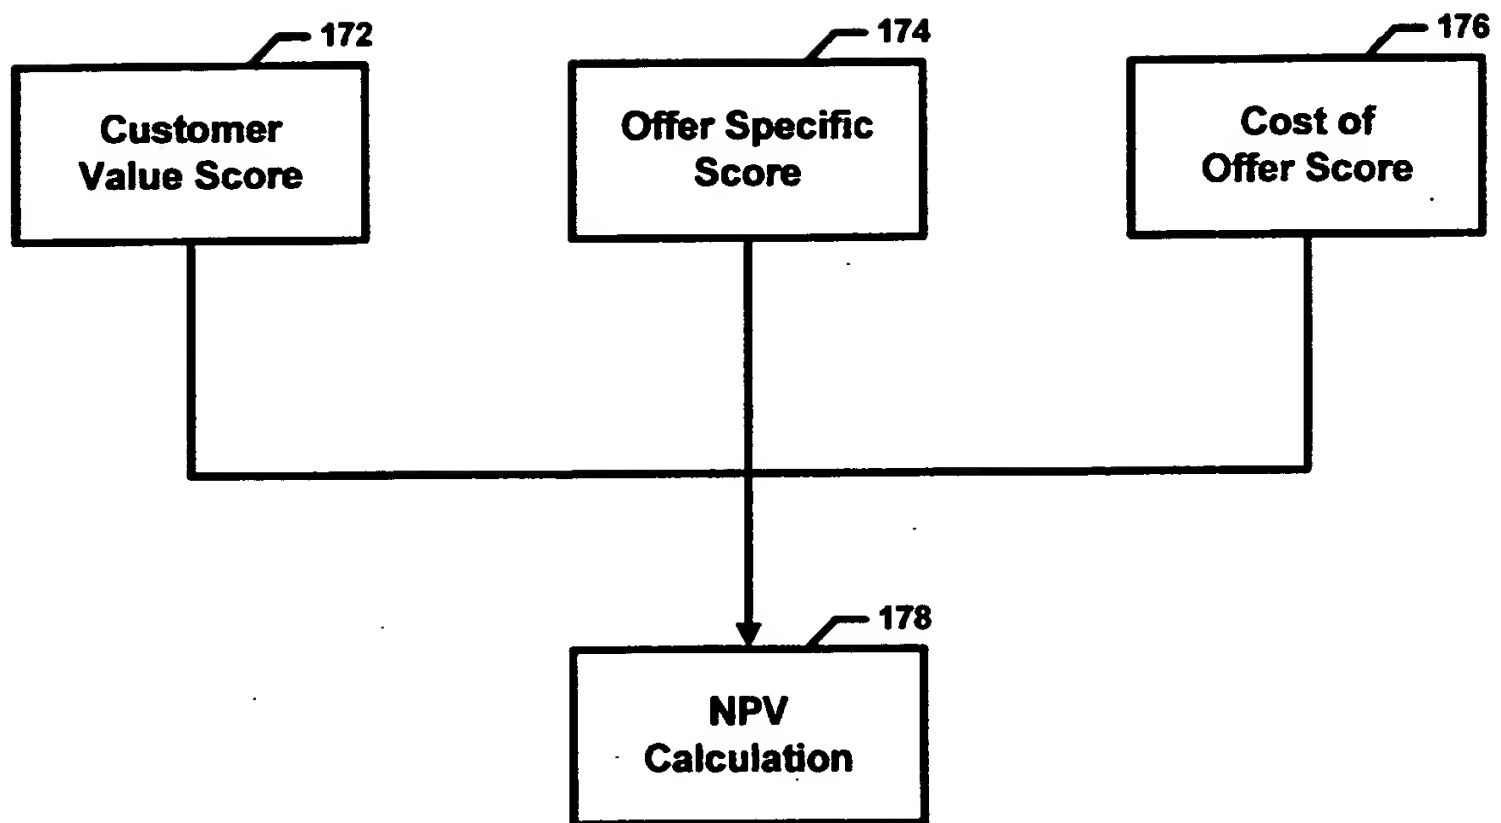 172
Customer
Value Score
174
Offer Specific
Score
176
Cost of
Offer Score
178
NPV
Calculation